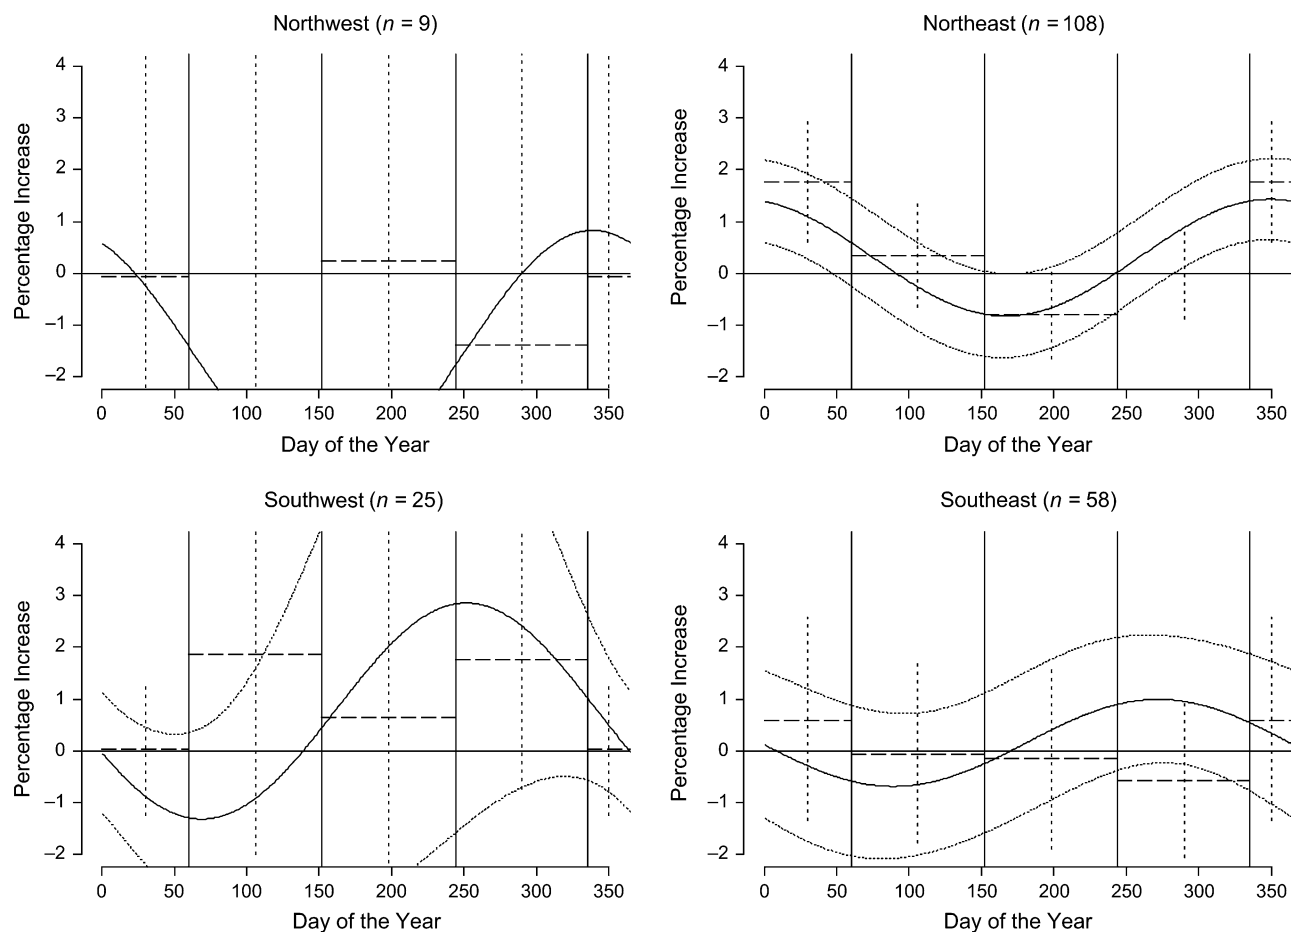 Northwest (n = 9)
Percentage Increase
4
3
2
1
0
–1
–2
0 50 100 150 200 250 300 350
Day of the Year
Northeast (n = 108)
Percentage Increase
4
3
2
1
0
–1
–2
0 50 100 150 200 250 300 350
Day of the Year
Southwest (n = 25)
Percentage Increase
4
3
2
1
0
–1
–2
0 50 100 150 200 250 300 350
Day of the Year
Southeast (n = 58)
Percentage Increase
4
3
2
1
0
–1
–2
0 50 100 150 200 250 300 350
Day of the Year